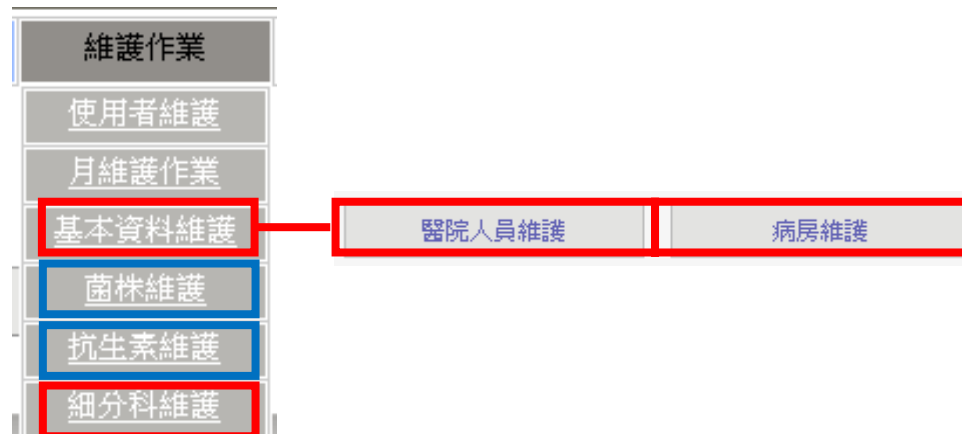 維護作業
使用者維護
月維護作業
基本資料維護
醫院人員維護
病房維護
菌株維護
抗生素維護
細分科維護